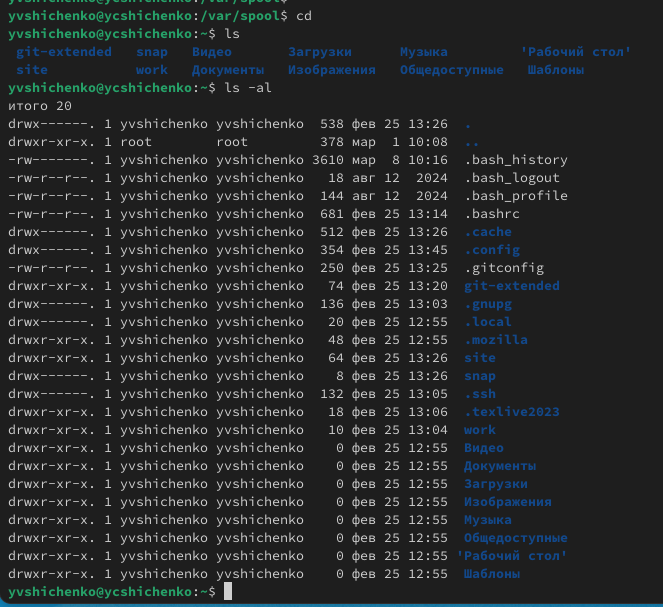 yvshichenko@ycshichenko:/var/spool$
yvshichenko@ycshichenko:/var/spool$ cd
yvshichenko@ycshichenko:~$ ls
git-extended snap Видео Загрузки Музыка 'Рабочий стол'
site work Документы Изображения Общедоступные Шаблоны
yvshichenko@ycshichenko:~$ ls -al
итого 20
drwx------. 1 yvshichenko yvshichenko 538 фев 25 13:26 .
drwxr-xr-x. 1 root root 378 мар 1 10:08 ..
-rw-------. 1 yvshichenko yvshichenko 3610 мар 8 10:16 .bash_history
-rw-r--r--. 1 yvshichenko yvshichenko 18 авг 12 2024 .bash_logout
-rw-r--r--. 1 yvshichenko yvshichenko 144 авг 12 2024 .bash_profile
-rw-r--r--. 1 yvshichenko yvshichenko 681 фев 25 13:14 .bashrc
drwx------. 1 yvshichenko yvshichenko 512 фев 25 13:26 .cache
drwx------. 1 yvshichenko yvshichenko 354 фев 25 13:45 .config
-rw-r--r--. 1 yvshichenko yvshichenko 250 фев 25 13:25 .gitconfig
drwxr-xr-x. 1 yvshichenko yvshichenko 74 фев 25 13:20 git-extended
drwx------. 1 yvshichenko yvshichenko 136 фев 25 13:03 .gnupg
drwx------. 1 yvshichenko yvshichenko 20 фев 25 12:55 .local
drwxr-xr-x. 1 yvshichenko yvshichenko 48 фев 25 12:55 .mozilla
drwxr-xr-x. 1 yvshichenko yvshichenko 64 фев 25 13:26 site
drwx------. 1 yvshichenko yvshichenko 8 фев 25 13:26 snap
drwx------. 1 yvshichenko yvshichenko 132 фев 25 13:05 .ssh
drwxr-xr-x. 1 yvshichenko yvshichenko 18 фев 25 13:06 .texlive2023
drwxr-xr-x. 1 yvshichenko yvshichenko 10 фев 25 13:04 work
drwxr-xr-x. 1 yvshichenko yvshichenko 0 фев 25 12:55 Видео
drwxr-xr-x. 1 yvshichenko yvshichenko 0 фев 25 12:55 Документы
drwxr-xr-x. 1 yvshichenko yvshichenko 0 фев 25 12:55 Загрузки
drwxr-xr-x. 1 yvshichenko yvshichenko 0 фев 25 12:55 Изображения
drwxr-xr-x. 1 yvshichenko yvshichenko 0 фев 25 12:55 Музыка
drwxr-xr-x. 1 yvshichenko yvshichenko 0 фев 25 12:55 Общедоступные
drwxr-xr-x. 1 yvshichenko yvshichenko 0 фев 25 12:55 'Рабочий стол'
drwxr-xr-x. 1 yvshichenko yvshichenko 0 фев 25 12:55 Шаблоны
yvshichenko@ycshichenko:~$